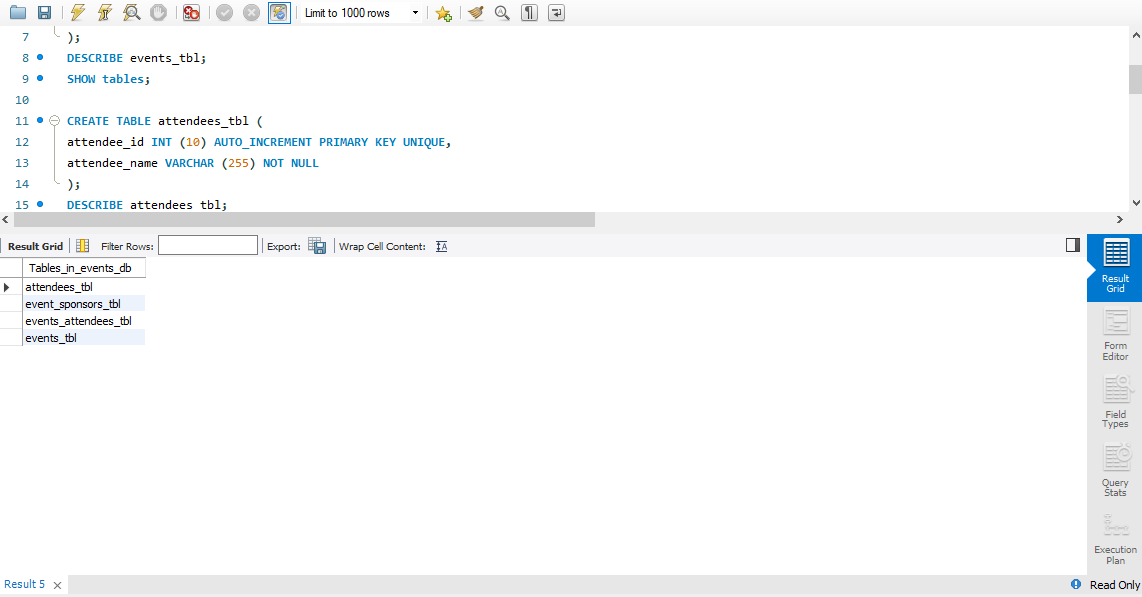 Limit to 1000 rows
7 );
8 DESCRIBE events_tbl;
9 SHOW tables;
10
11 CREATE TABLE attendees_tbl (
12 attendee_id INT (10) AUTO_INCREMENT PRIMARY KEY UNIQUE,
13 attendee_name VARCHAR (255) NOT NULL
14 );
15 DESCRIBE attendees tbl;
Result Grid Filter Rows: Export: Wrap Cell Content: IA
Tables_in_events_db
attendees_tbl
event_sponsors_tbl
events_attendees_tbl
events_tbl
Result
Grid
Form
Editor
Field
Types
Query
Stats
Execution
Plan
Result 5 Read Only